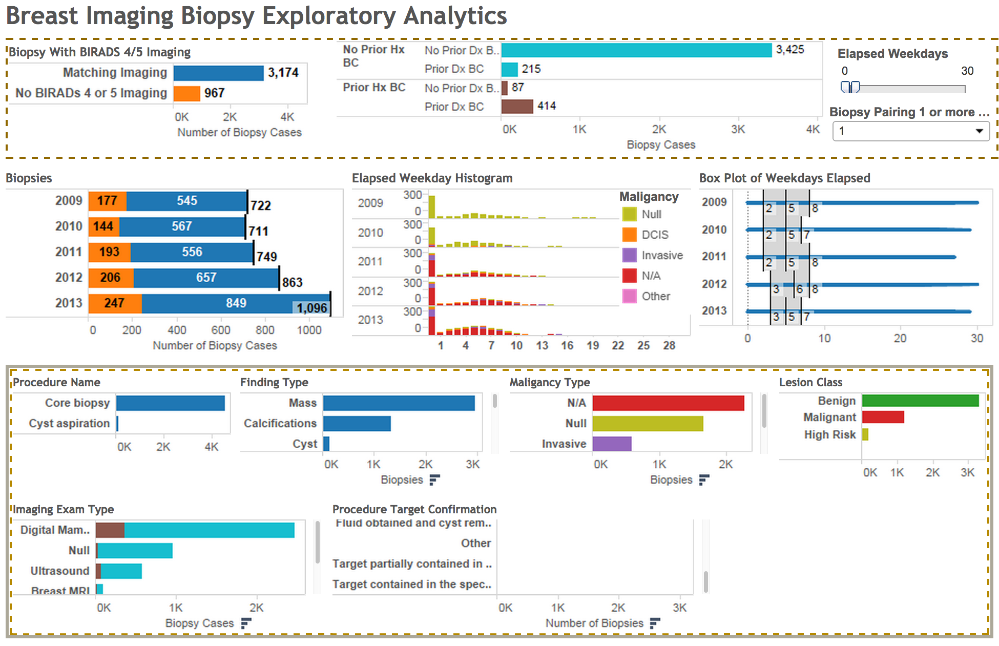 Breast Imaging Biopsy Exploratory Analytics
Biopsy With BIRADS 4/5 Imaging
Matching Imaging 3,174
No BIRADs 4 or 5 Imaging 967
0K 2K 4K
Number of Biopsy Cases
No Prior Hx BC
No Prior Dx B.. 3,425
Prior Dx BC 215
Prior Hx BC
No Prior Dx B.. 87
Prior Dx BC 414
0K 1K 2K 3K 4K
Biopsy Cases
Elapsed Weekdays
0 30
Biopsy Pairing 1 or more ...
1
Biopsies
2009 177 545 722
2010 144 567 711
2011 193 556 749
2012 206 657 863
2013 247 849 1,096
0 200 400 600 800 1000
Number of Biopsy Cases
Elapsed Weekday Histogram
2009 300 0
2010 300 0
2011 300 0
2012 300 0
2013 300 0
1 4 7 10 13 16 19 22 25 28
Maligancy
Null
DCIS
Invasive
N/A
Other
Box Plot of Weekdays Elapsed
2009 2 5 8
2010 2 5 7
2011 2 5 8
2012 3 6 8
2013 3 5 7
0 10 20 30
Procedure Name
Core biopsy
Cyst aspiration
0K 2K 4K
Finding Type
Mass
Calcifications
Cyst
0K 1K 2K 3K
Biopsies
Maligancy Type
N/A
Null
Invasive
0K 1K 2K
Biopsies
Lesion Class
Benign
Malignant
High Risk
0K 1K 2K 3K
Imaging Exam Type
Digital Mam..
Null
Ultrasound
Breast MRI
0K 1K 2K
Biopsy Cases
Procedure Target Confirmation
Fluid obtained and cyst rem..
Other
Target partially contained in ..
Target contained in the spec..
0K 1K 2K 3K
Number of Biopsies